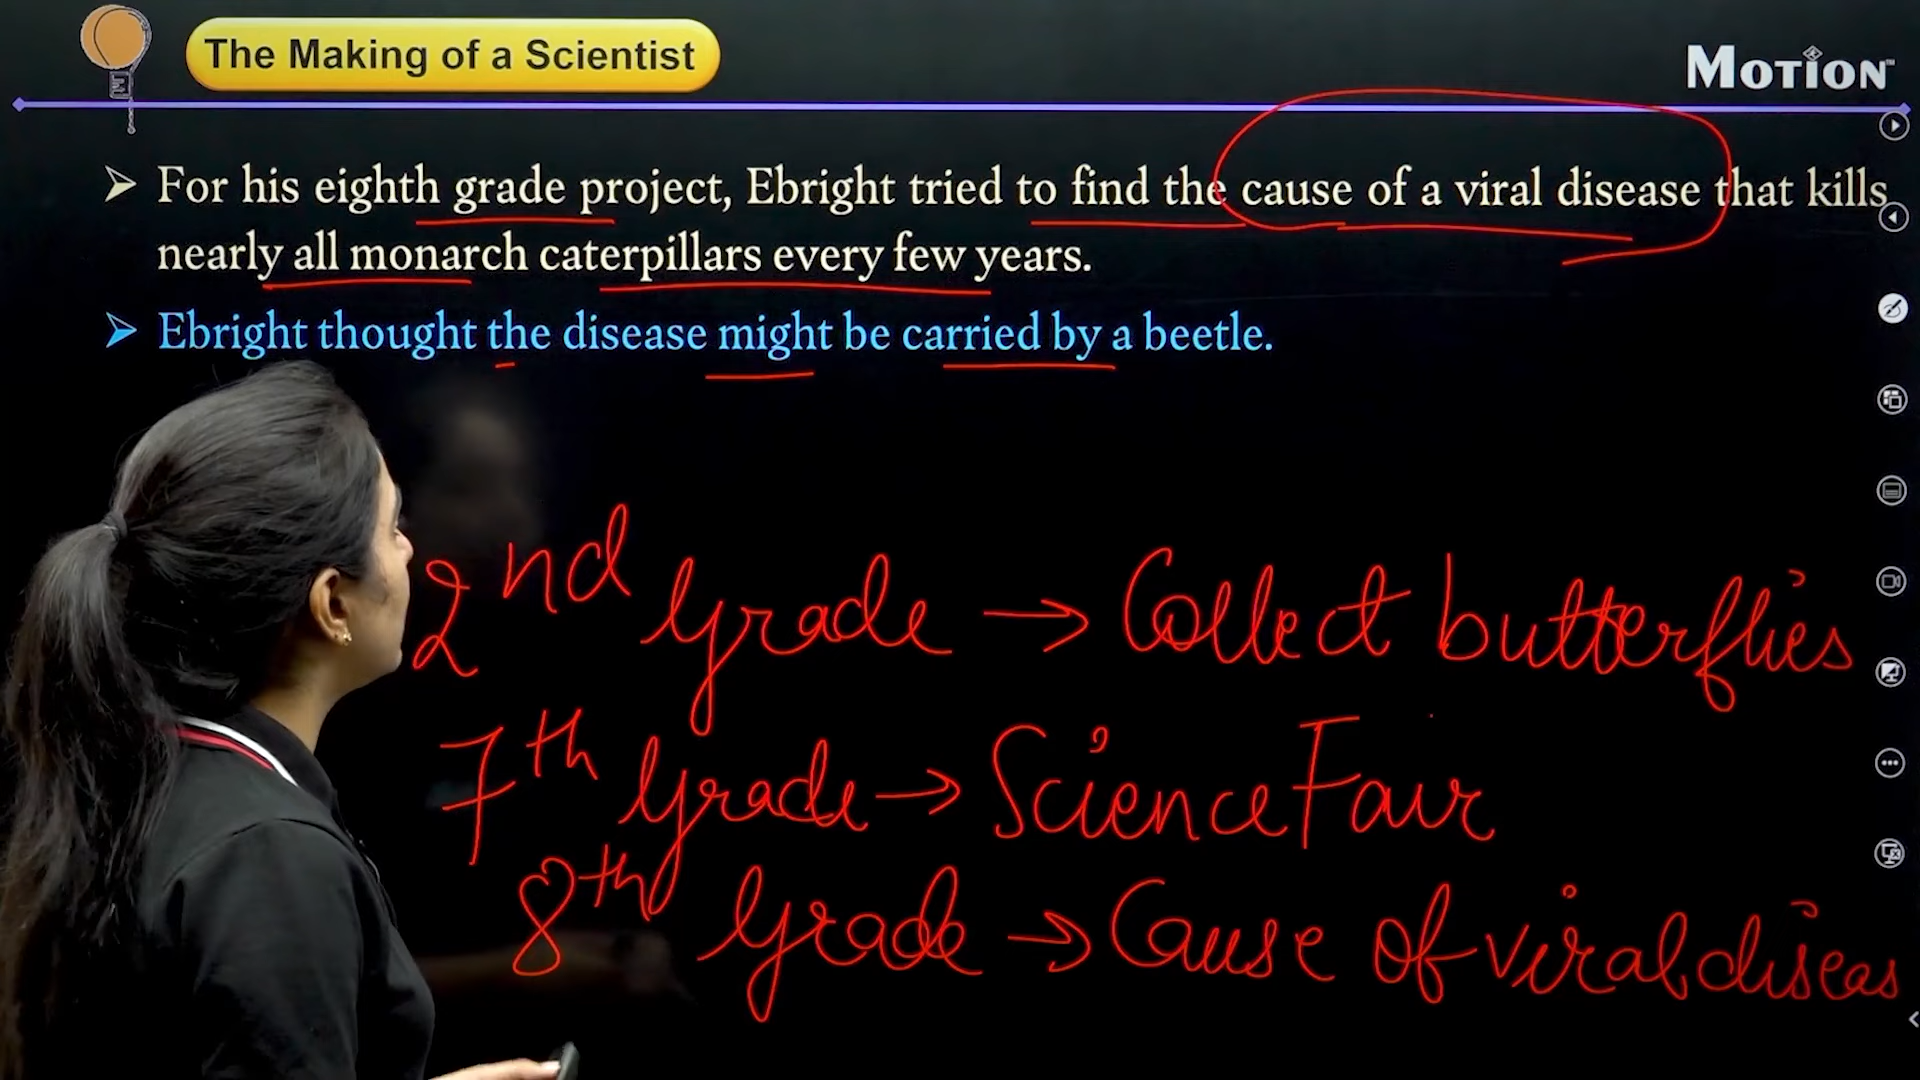 The Making of a Scientist
MOTION™
For his eighth grade project, Ebright tried to find the cause of a viral disease that kills
nearly all monarch caterpillars every few years.
Ebright thought the disease might be carried by a beetle.
2nd Grade → Collect butterflies
7th Grade → Science Fair
8th Grade → Cause of viral diseas